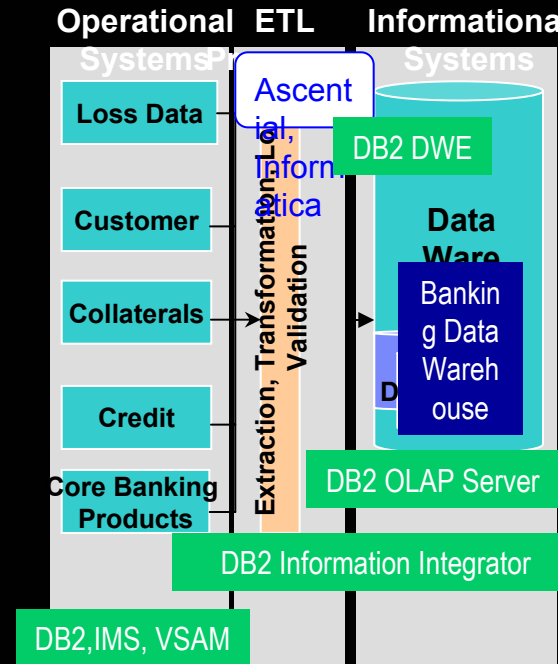 Operational
Systems
ETL
Informationa
Systems
Loss Data
Customer
Collaterals
Credit
Core Banking
Products
Ascent
ial,
Inform
atica
Extraction, Transformation, Lo
Validation
DB2 DWE
Data
Ware
Bankin
g Data
Wareh
ouse
DB2 OLAP Server
DB2 Information Integrator
DB2,IMS, VSAM